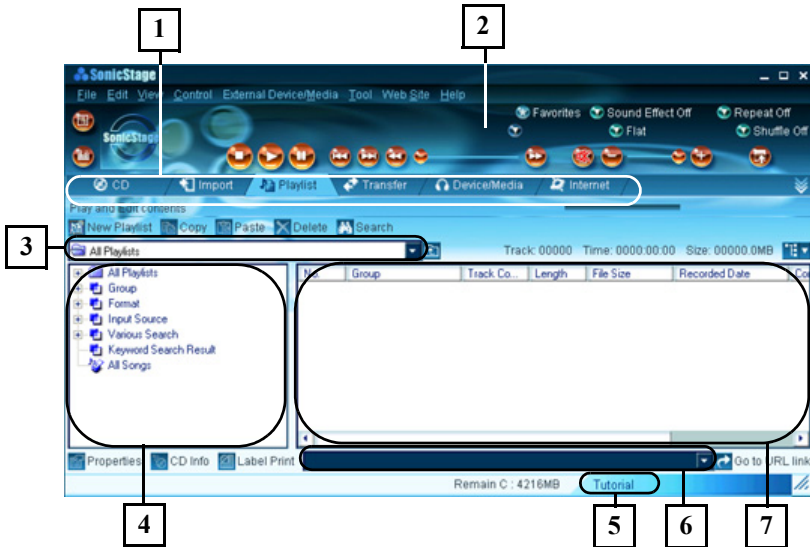 1
2
SonicStage
File Edit View Control External Device/Media Tool Web Site Help
Favorites Sound Effect Off Repeat Off
SonicStage
Flat Shuffle Off
CD Import Playlist Transfer Device/Media Internet
Play and Edit contents
New Playlist Copy Paste Delete Search
3
All Playlists
Track: 00000 Time: 0000:00:00 Size: 00000.0MB
All Playlists
Group
Format
Input Source
Various Search
Keyword Search Result
All Songs
No. Group Track Co... Length File Size Recorded Date Co
Properties CD Info Label Print Go to URL link
Remain C : 4216MB Tutorial
4
5
6
7